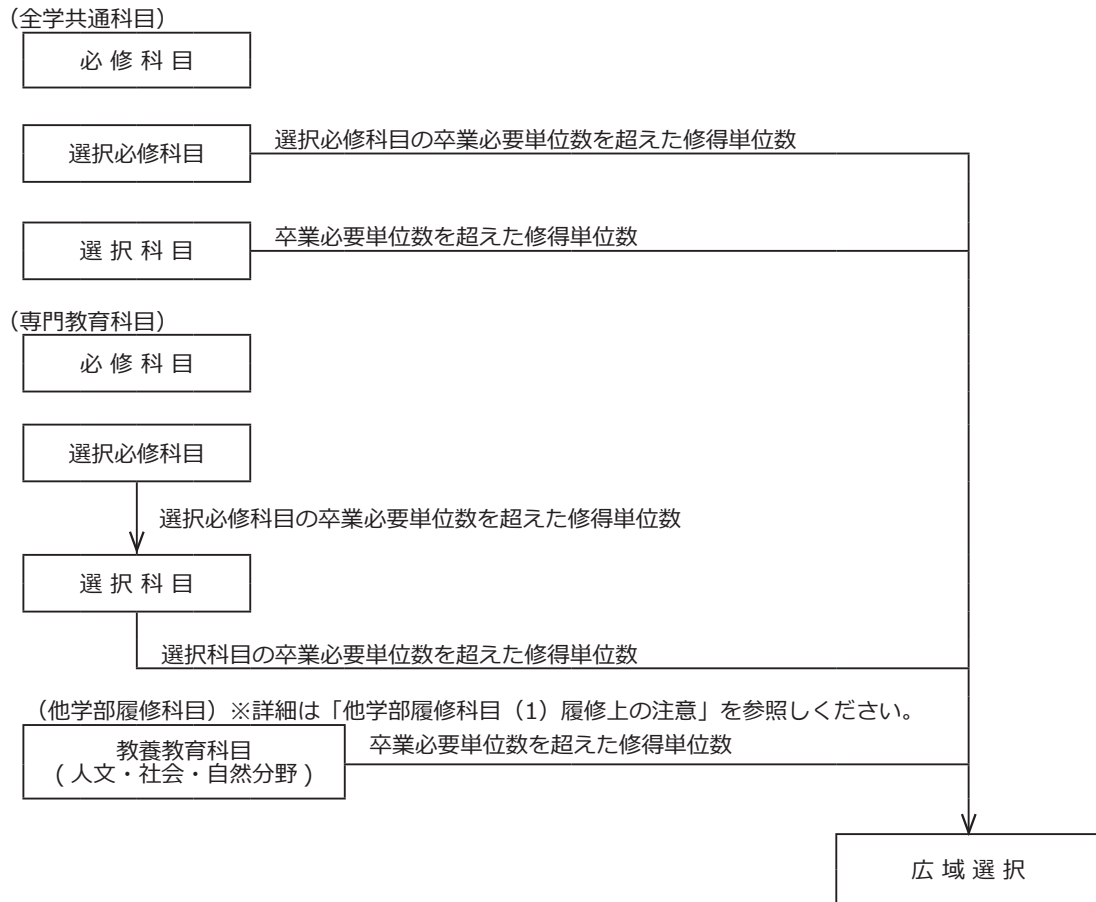 （全学共通科目）
必 修 科 目
選択必修科目
選択必修科目の卒業必要単位数を超えた修得単位数
選 択 科 目
卒業必要単位数を超えた修得単位数
（専門教育科目）
必 修 科 目
選択必修科目
選択必修科目の卒業必要単位数を超えた修得単位数
選 択 科 目
選択科目の卒業必要単位数を超えた修得単位数
（他学部履修科目）※詳細は「他学部履修科目（1）履修上の注意」を参照しください。
教養教育科目
( 人文・社会・自然分野 )
卒業必要単位数を超えた修得単位数
広 域 選 択